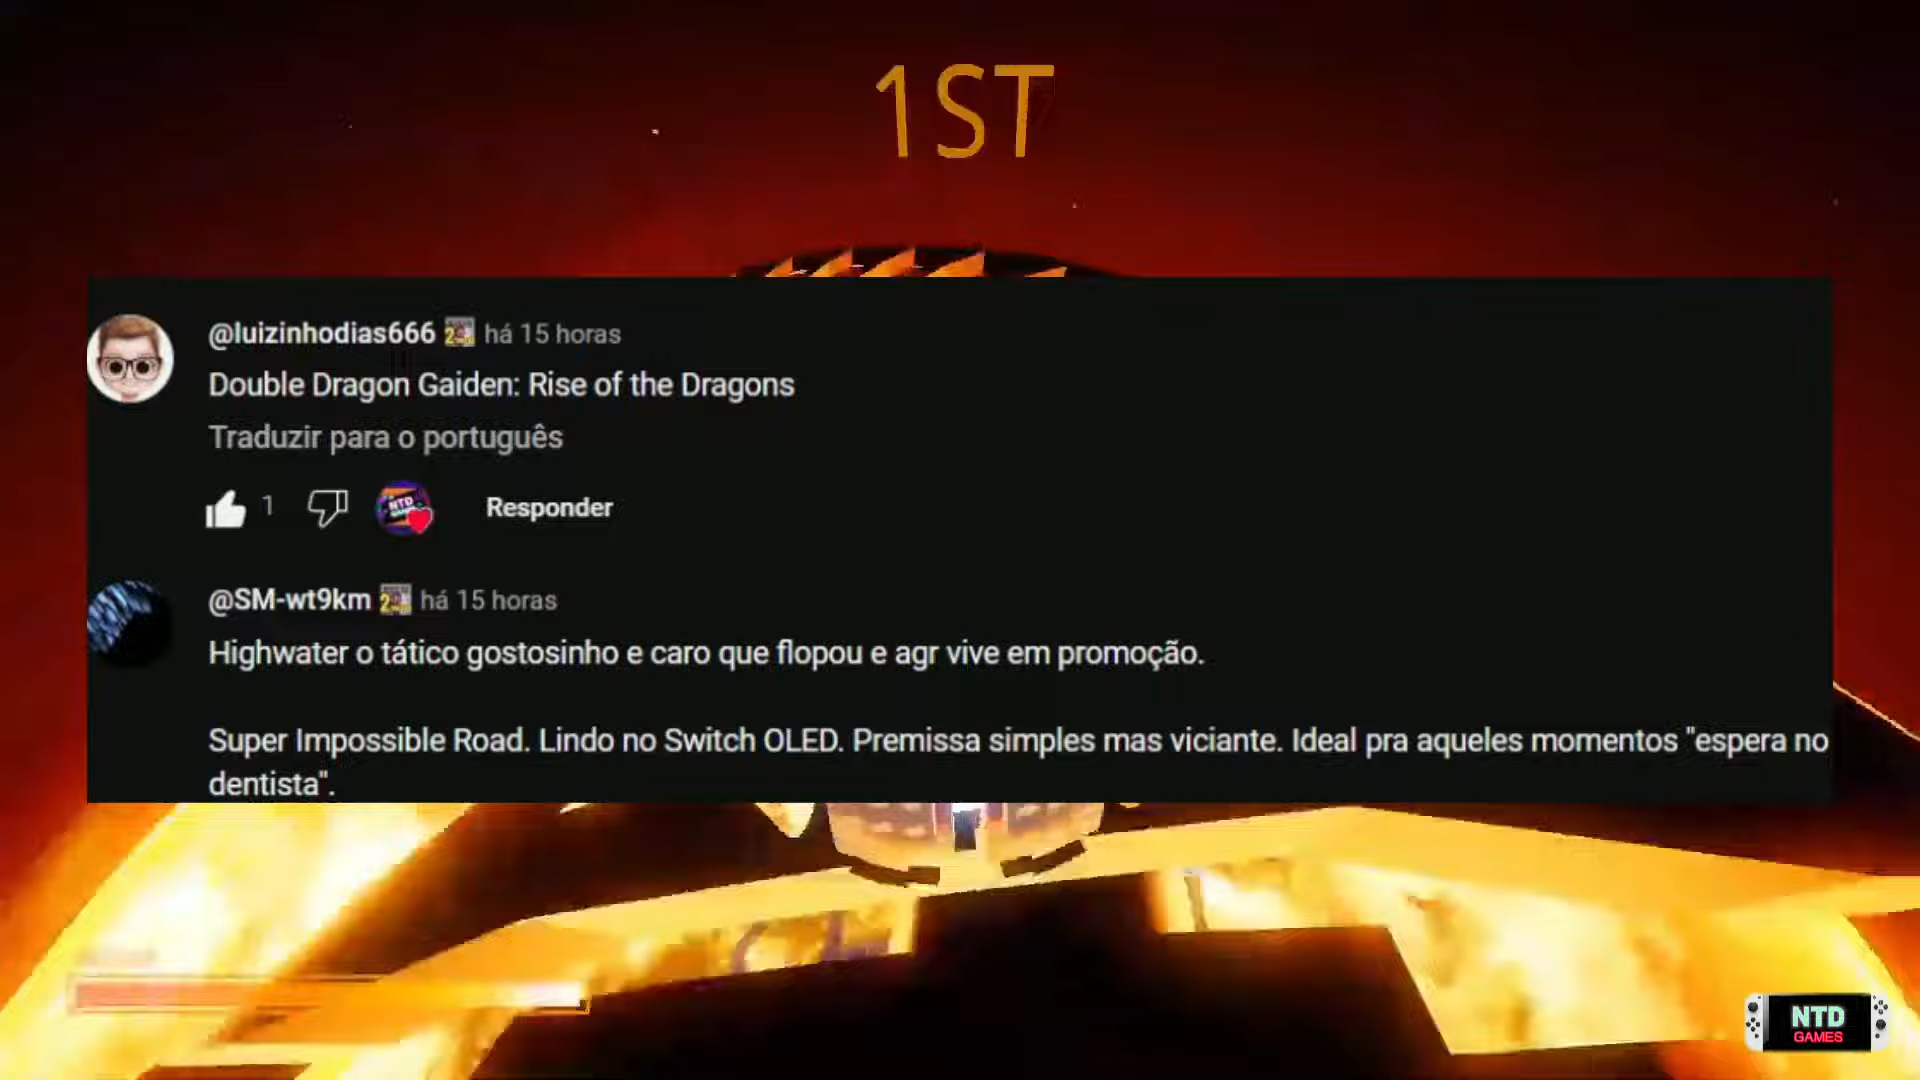 1ST
@luizinhodias666 há 15 horas
Double Dragon Gaiden: Rise of the Dragons
Traduzir para o português
1
NTD
Responder
@SM-wt9km há 15 horas
Highwater o tático gostosinho e caro que flopou e agr vive em promoção.
Super Impossible Road. Lindo no Switch OLED. Premissa simples mas viciante. Ideal pra aqueles momentos "espera no
dentista".
NTD
GAMES